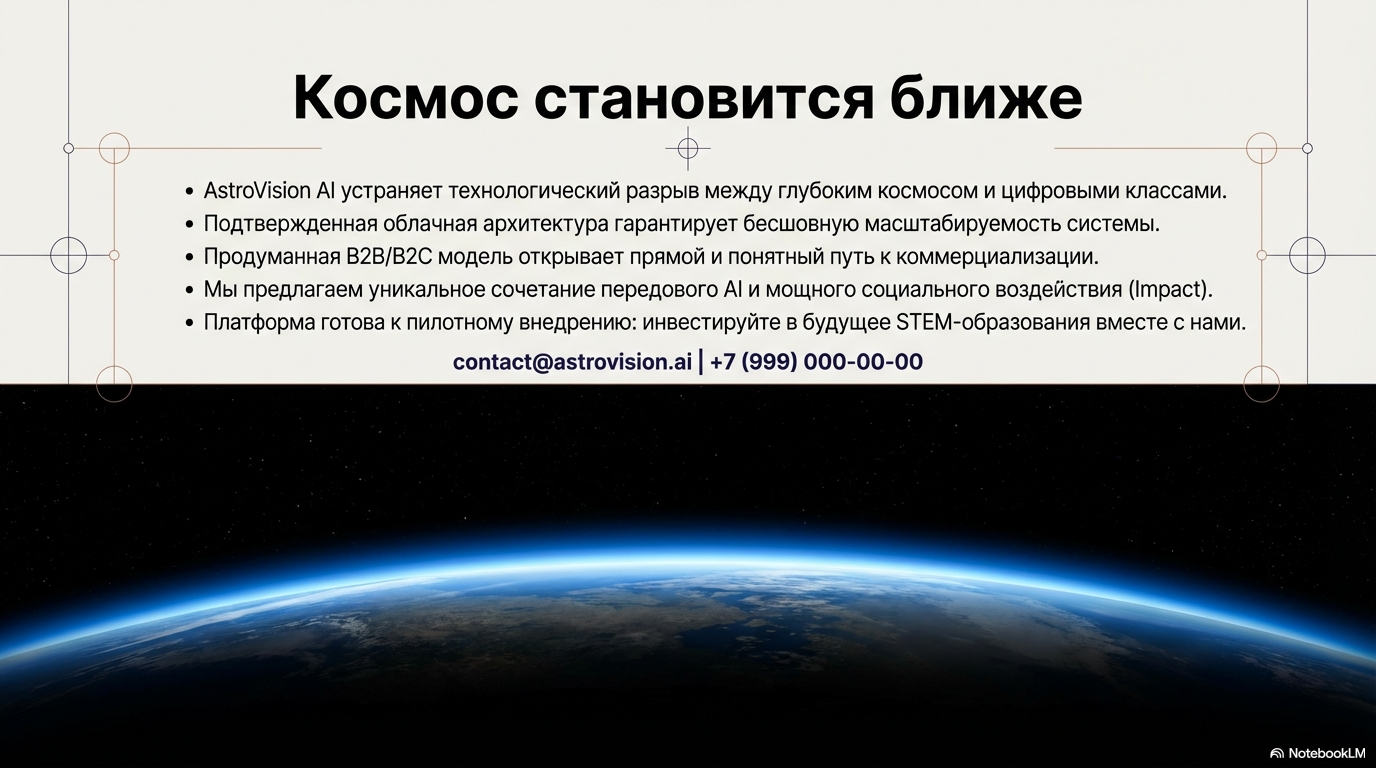 Космос становится ближе
• AstroVision AI устраняет технологический разрыв между глубоким космосом и цифровыми классами.
• Подтвержденная облачная архитектура гарантирует бесшовную масштабируемость системы.
• Продуманная B2B/B2C модель открывает прямой и понятный путь к коммерциализации.
• Мы предлагаем уникальное сочетание передового AI и мощного социального воздействия (Impact).
• Платформа готова к пилотному внедрению: инвестируйте в будущее STEM-образования вместе с нами.
contact@astrovision.ai | +7 (999) 000-00-00
NotebookLM